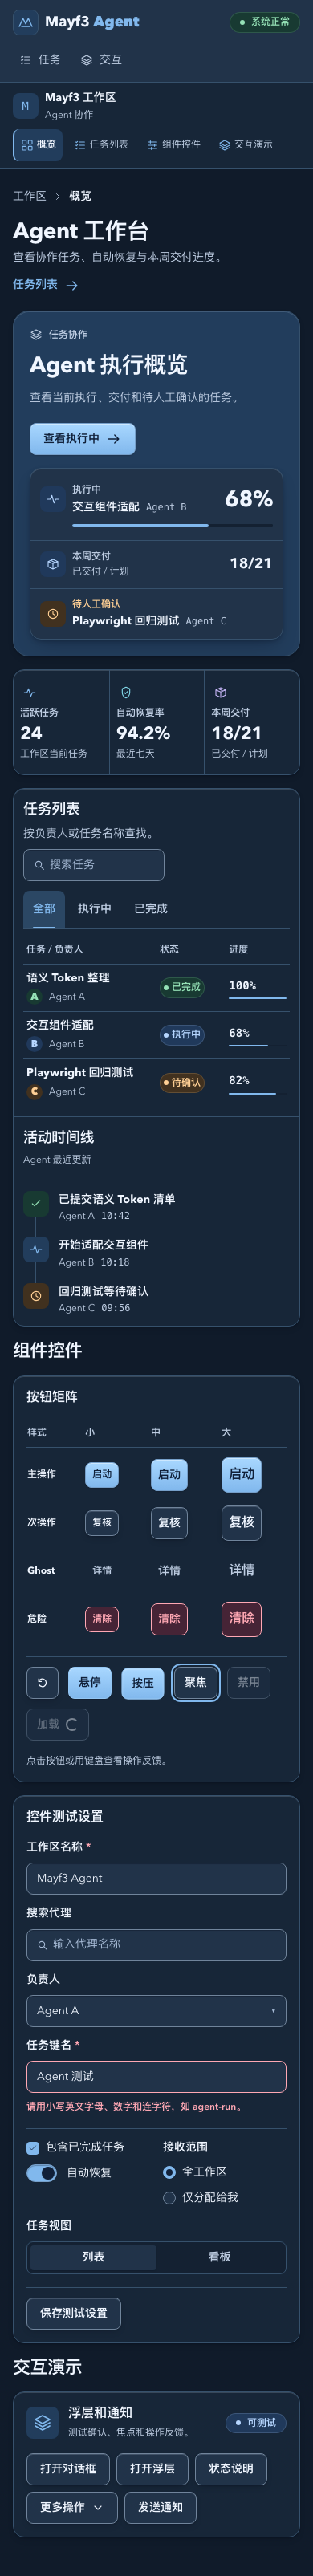 Mayf3 Agent
系统正常
任务 交互
M
Mayf3 工作区
Agent 协作
概览 任务列表 组件控件 交互演示
工作区 > 概览
Agent 工作台
查看协作任务、自动恢复与本周交付进度。
任务列表 →
任务协作
Agent 执行概览
查看当前执行、交付和待人工确认的任务。
查看执行中 →
执行中
交互组件适配 Agent B
68%
本周交付
已交付 / 计划
18/21
待人工确认
Playwright 回归测试 Agent C
活跃任务
24
工作区当前任务
自动恢复率
94.2%
最近七天
本周交付
18/21
已交付 / 计划
任务列表
按负责人或任务名称查找。
搜索任务
全部 执行中 已完成
任务 / 负责人 状态 进度
语义 Token 整理
A Agent A
已完成
100%
交互组件适配
B Agent B
执行中
68%
Playwright 回归测试
C Agent C
待确认
82%
活动时间线
Agent 最近更新
已提交语义 Token 清单
Agent A 10:42
开始适配交互组件
Agent B 10:18
回归测试等待确认
Agent C 09:56
组件控件
按钮矩阵
样式 小 中 大
主操作 启动 启动 启动
次操作 复核 复核 复核
Ghost 详情 详情 详情
危险 清除 清除 清除
悬停 按压 聚焦 禁用
加载
点击按钮或用键盘查看操作反馈。
控件测试设置
工作区名称 *
Mayf3 Agent
搜索代理
输入代理名称
负责人
Agent A
任务键名 *
Agent 测试
请用小写英文字母、数字和连字符，如 agent-run。
包含已完成任务
自动恢复
接收范围
全工作区
仅分配给我
任务视图
列表 看板
保存测试设置
交互演示
浮层和通知
测试确认、焦点和操作反馈。
可测试
打开对话框 打开浮层 状态说明
更多操作 发送通知